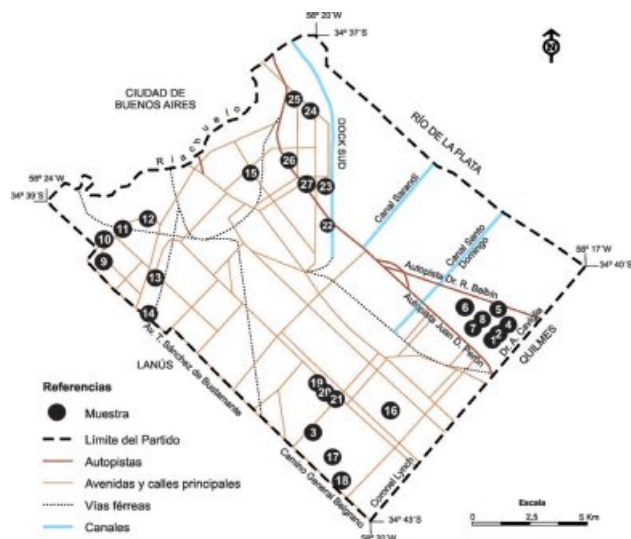 58° 20´W
34° 37´S
N
CIUDAD DE
BUENOS AIRES
Riachuelo
DOCK SUD
RÍO DE LA PLATA
58° 24´W
34° 39´S
25
24
15
26
27
23
22
12
11
10
9
13
14
Canal Sarandí
Canal Santo
Domingo
58° 17´W
34° 40´S
Autopista Dr. R. Balbín
Autopista Juan D. Perón
6
5
8
4
7
2
1
Dr. A. Caviglia
QUILMES
LANÚS
Av. T. Sánchez de Bustamante
19
20
21
16
3
17
18
Camino General Belgrano
Coronel Lynch
34° 43´S
Referencias
Muestra
Límite del Partido
Autopistas
Avenidas y calles principales
Vías férreas
Canales
Escala
0 2,5 5 Km